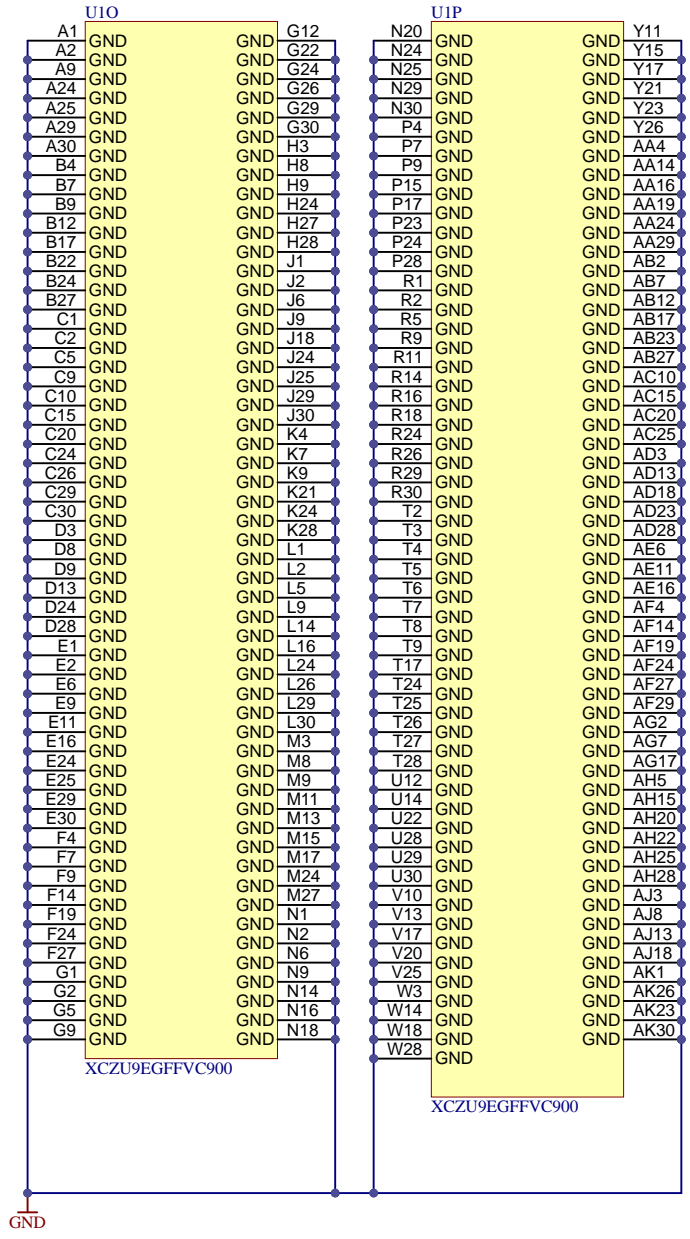 U1O U1P
A1 GND GND G12 N20 GND GND Y11
A2 GND GND G22 N24 GND GND Y15
A9 GND GND G24 N25 GND GND Y17
A24 GND GND G26 N29 GND GND Y21
A25 GND GND G29 N30 GND GND Y23
A29 GND GND G30 P4 GND GND Y26
A30 GND GND H3 P7 GND GND AA4
B4 GND GND H8 P9 GND GND AA14
B7 GND GND H9 P15 GND GND AA16
B9 GND GND H24 P17 GND GND AA19
B12 GND GND H27 P23 GND GND AA24
B17 GND GND H28 P24 GND GND AA29
B22 GND GND J1 P28 GND GND AB2
B24 GND GND J2 R1 GND GND AB7
B27 GND GND J6 R2 GND GND AB12
C1 GND GND J9 R5 GND GND AB17
C2 GND GND J18 R9 GND GND AB23
C5 GND GND J24 R11 GND GND AB27
C9 GND GND J25 R14 GND GND AC10
C10 GND GND J29 R16 GND GND AC15
C15 GND GND J30 R18 GND GND AC20
C20 GND GND K4 R24 GND GND AC25
C24 GND GND K7 R26 GND GND AD3
C26 GND GND K9 R29 GND GND AD13
C29 GND GND K21 R30 GND GND AD18
C30 GND GND K24 T2 GND GND AD23
D3 GND GND K28 T3 GND GND AD28
D8 GND GND L1 T4 GND GND AE6
D9 GND GND L2 T5 GND GND AE11
D13 GND GND L5 T6 GND GND AE16
D24 GND GND L9 T7 GND GND AF4
D28 GND GND L14 T8 GND GND AF14
E1 GND GND L16 T9 GND GND AF19
E2 GND GND L24 T17 GND GND AF24
E6 GND GND L26 T24 GND GND AF27
E9 GND GND L29 T25 GND GND AF29
E11 GND GND L30 T26 GND GND AG2
E16 GND GND M3 T27 GND GND AG7
E24 GND GND M8 T28 GND GND AG17
E25 GND GND M9 U12 GND GND AH5
E29 GND GND M11 U14 GND GND AH15
E30 GND GND M13 U22 GND GND AH20
F4 GND GND M15 U28 GND GND AH22
F7 GND GND M17 U29 GND GND AH25
F9 GND GND M24 U30 GND GND AH28
F14 GND GND M27 V10 GND GND AJ3
F19 GND GND N1 V13 GND GND AJ8
F24 GND GND N2 V17 GND GND AJ13
F27 GND GND N6 V20 GND GND AJ18
G1 GND GND N9 V25 GND GND AK1
G2 GND GND N14 W3 GND GND AK26
G5 GND GND N16 W14 GND GND AK23
G9 GND GND N18 W18 GND GND AK30
W28 GND
XCZU9EGFFVC900
XCZU9EGFFVC900
GND